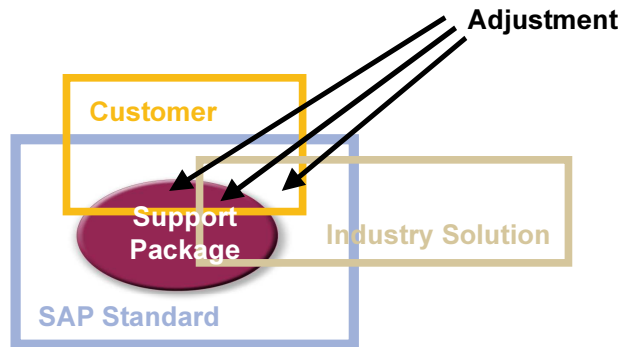 Adjustment
Customer
Support
Package
Industry Solution
SAP Standard